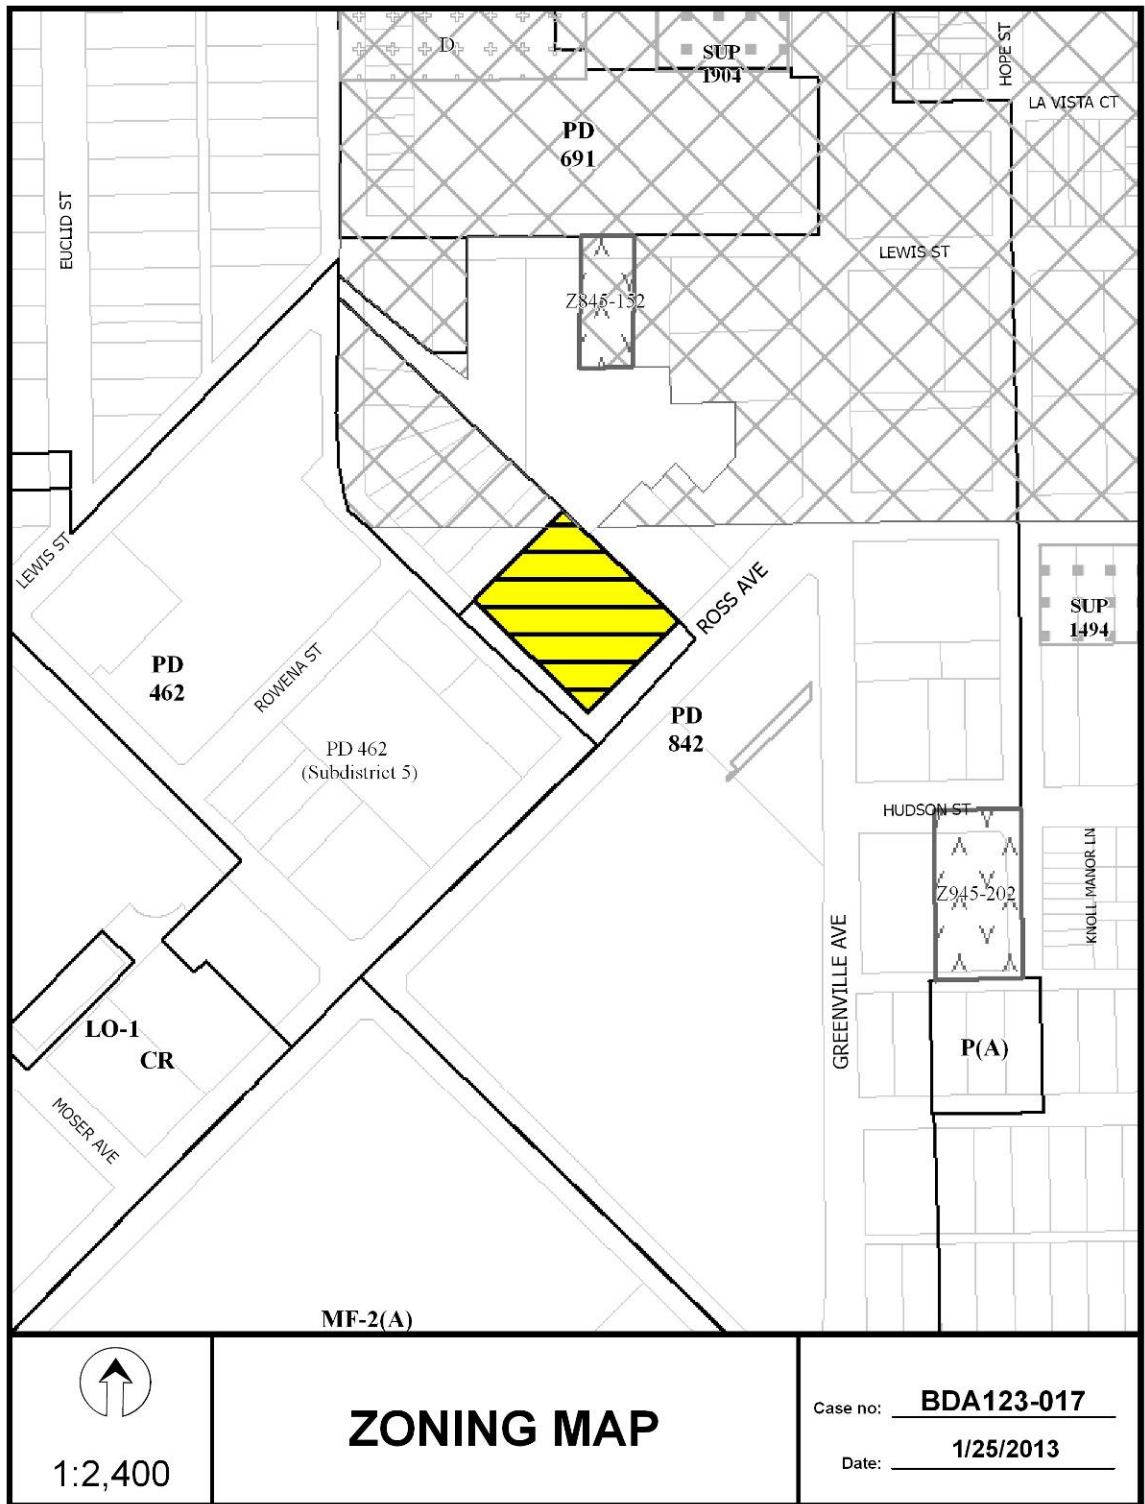 D
SUP
1904
HOPE ST
LA VISTA CT
PD
691
EUCLID ST
LEWIS ST
Z845-152
LEWIS ST
ROSS AVE
SUP
1494
PD
462
ROWENA ST
PD
842
PD 462
(Subdistrict 5)
HUDSON ST
KNOLL MANOR LN
Z945-202
GREENVILLE AVE
LO-1
CR
P(A)
MOSER AVE
MF-2(A)
1:2,400
ZONING MAP
Case no: BDA123-017
Date: 1/25/2013